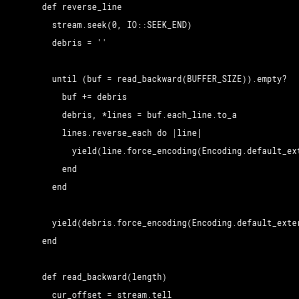 def reverse_line
stream.seek(0, IO::SEEK_END)
debris = ''
until (buf = read_backward(BUFFER_SIZE)).empty?
buf += debris
debris, *lines = buf.each_line.to_a
lines.reverse_each do |line|
yield(line.force_encoding(Encoding.default_ext
end
end
yield(debris.force_encoding(Encoding.default_exter
end
def read_backward(length)
cur_offset = stream.tell